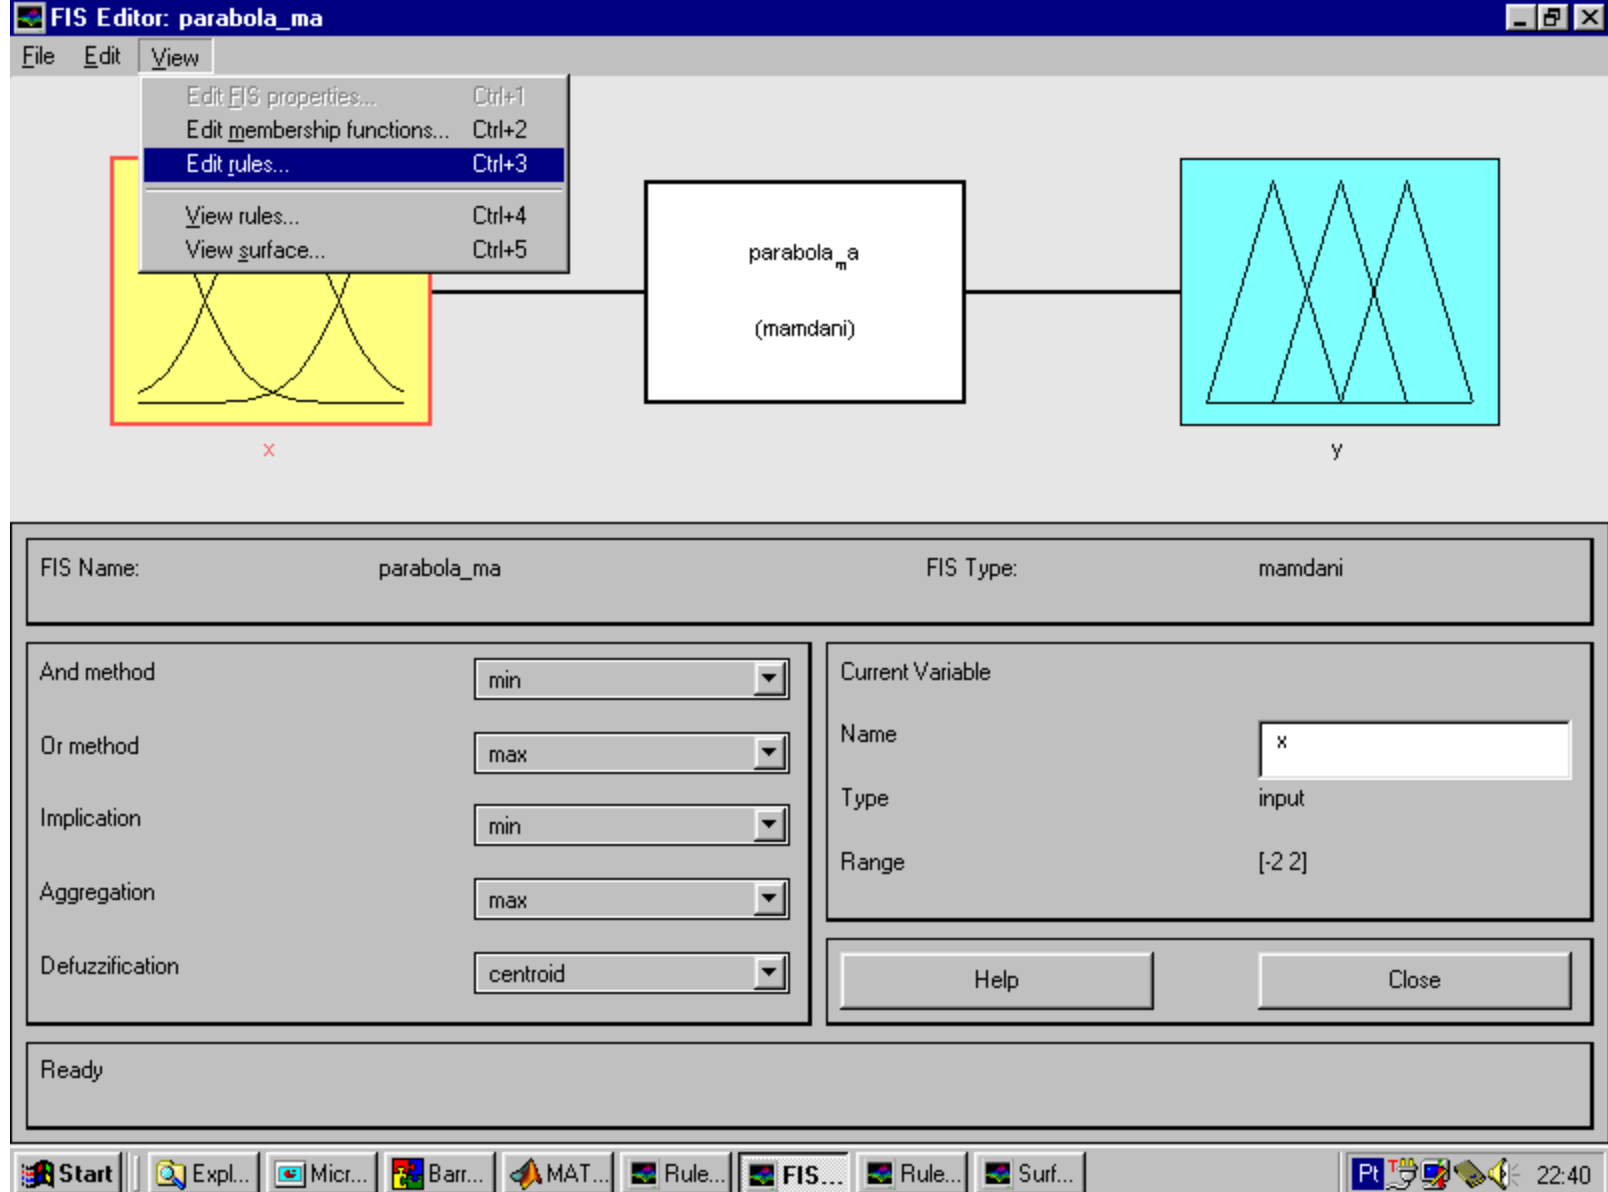 FIS Editor: parabola_ma
File Edit View
Edit FIS properties... Ctrl+1
Edit membership functions... Ctrl+2
Edit rules... Ctrl+3
View rules... Ctrl+4
View surface... Ctrl+5
parabola_ma
(mamdani)
x
y
FIS Name: parabola_ma FIS Type: mamdani
And method min
Or method max
Implication min
Aggregation max
Defuzzification centroid
Current Variable
Name x
Type input
Range [-2 2]
Help Close
Ready
Start Expl... Micr... Barr... MAT... Rule... FIS... Rule... Surf... Pt 22:40